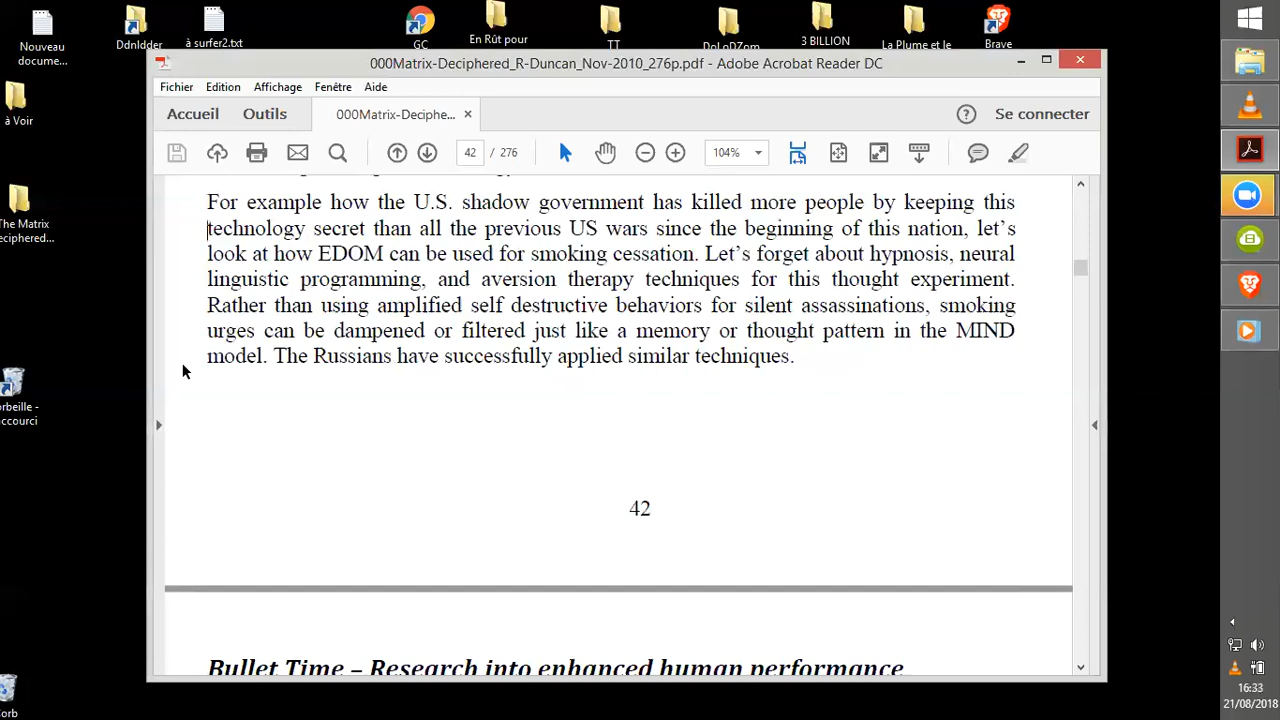 Nouveau
docume...
DdnIdder
à surfer2.txt
GC
En Rût pour
TT
DoLoDZom
3 BILLION
La Plume et le
Brave
à Voir
The Matrix
eciphered...
orbeille -
accourci
Corb
000Matrix-Deciphered_R-Duncan_Nov-2010_276p.pdf - Adobe Acrobat Reader DC
Fichier Edition Affichage Fenêtre Aide
Accueil Outils 000Matrix-Deciphe... × Se connecter
42 / 276 104%
For example how the U.S. shadow government has killed more people by keeping this
technology secret than all the previous US wars since the beginning of this nation, let's
look at how EDOM can be used for smoking cessation. Let's forget about hypnosis, neural
linguistic programming, and aversion therapy techniques for this thought experiment.
Rather than using amplified self destructive behaviors for silent assassinations, smoking
urges can be dampened or filtered just like a memory or thought pattern in the MIND
model. The Russians have successfully applied similar techniques.
42
Bullet Time – Research into enhanced human performance
16:33
21/08/2018